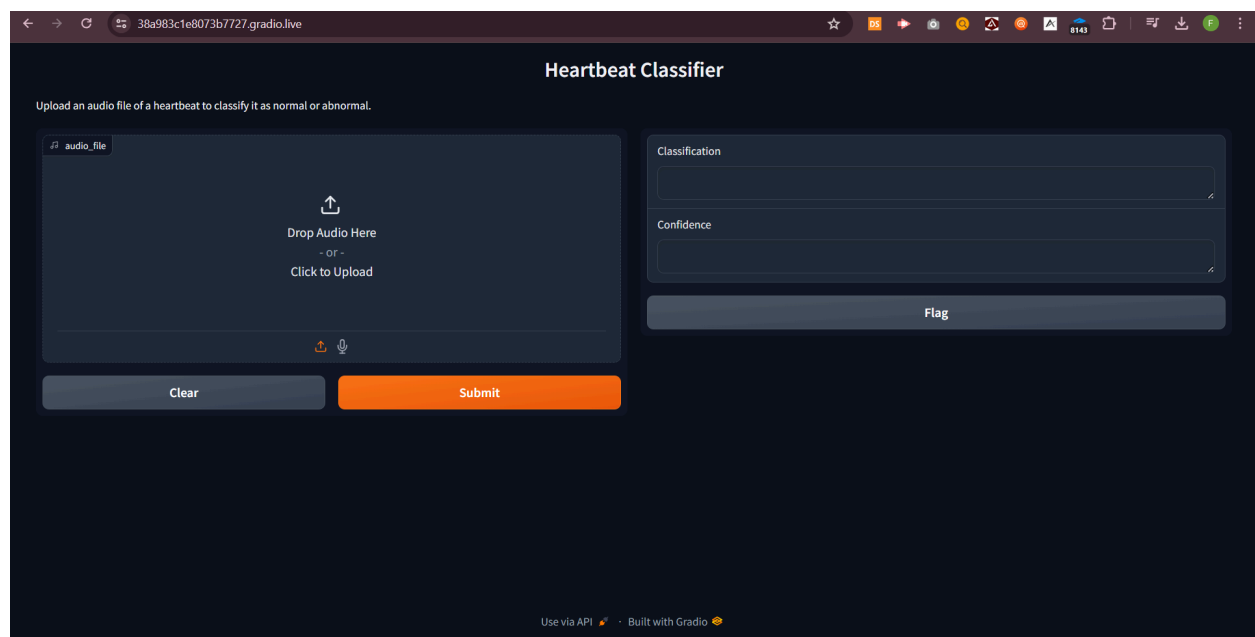 38a983c1e8073b7727.gradio.live
DS
8143
F
Heartbeat Classifier
Upload an audio file of a heartbeat to classify it as normal or abnormal.
audio_file
Drop Audio Here
- or -
Click to Upload
Clear
Submit
Classification
Confidence
Flag
Use via API · Built with Gradio